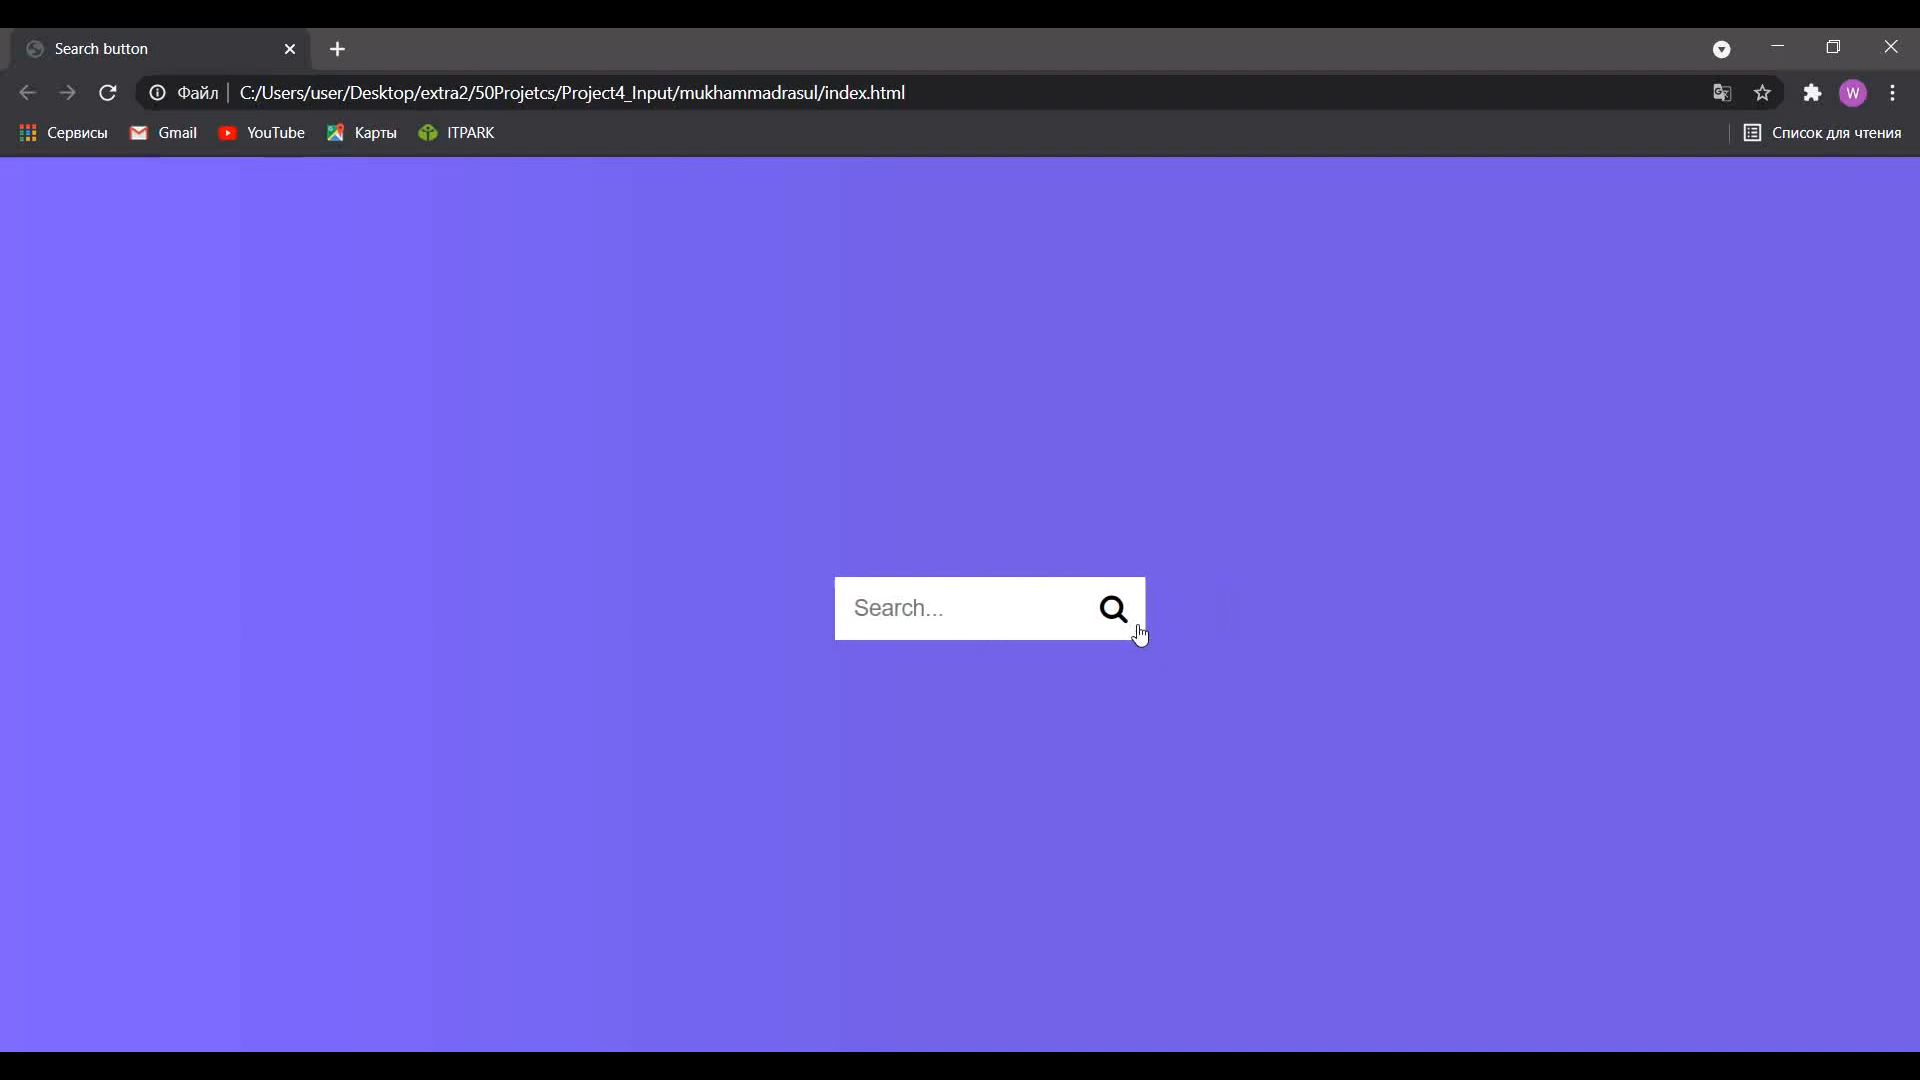 Search button
Файл C:/Users/user/Desktop/extra2/50Projetcs/Project4_Input/mukhammadrasul/index.html
W
Сервисы Gmail YouTube Карты ITPARK Список для чтения
Search...